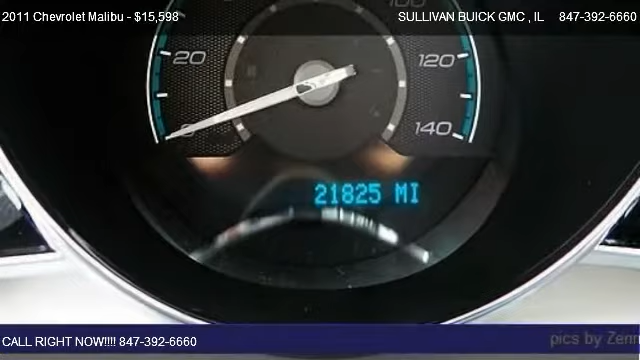 2011 Chevrolet Malibu - $15,598 SULLIVAN BUICK GMC , IL 847-392-6660
20 120
140
21825 MI
CALL RIGHT NOW!!!! 847-392-6660 pics by Zenn